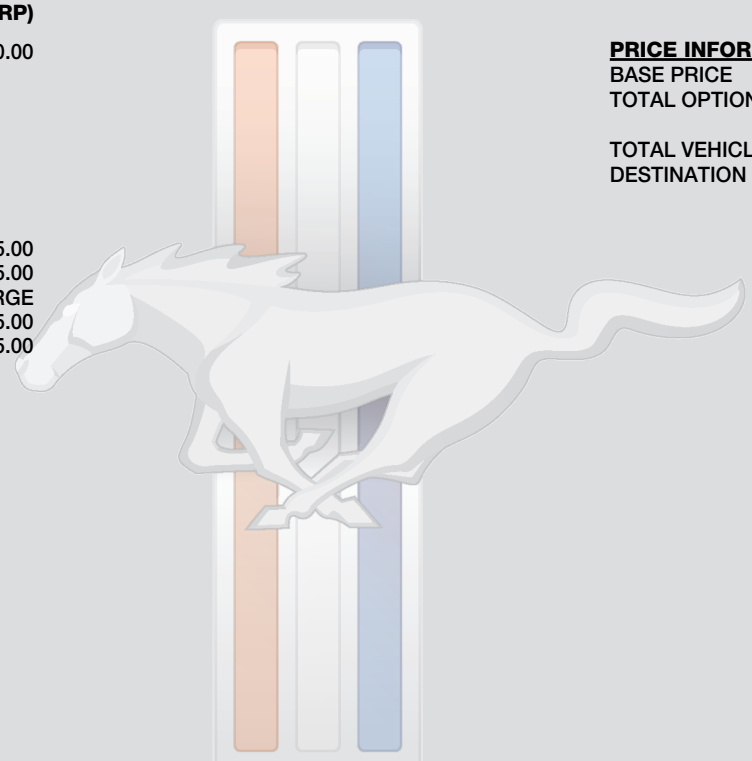 RP)
0.00
5.00
5.00
RGE
5.00
5.00
PRICE INFOR
BASE PRICE
TOTAL OPTION
TOTAL VEHICL
DESTINATION